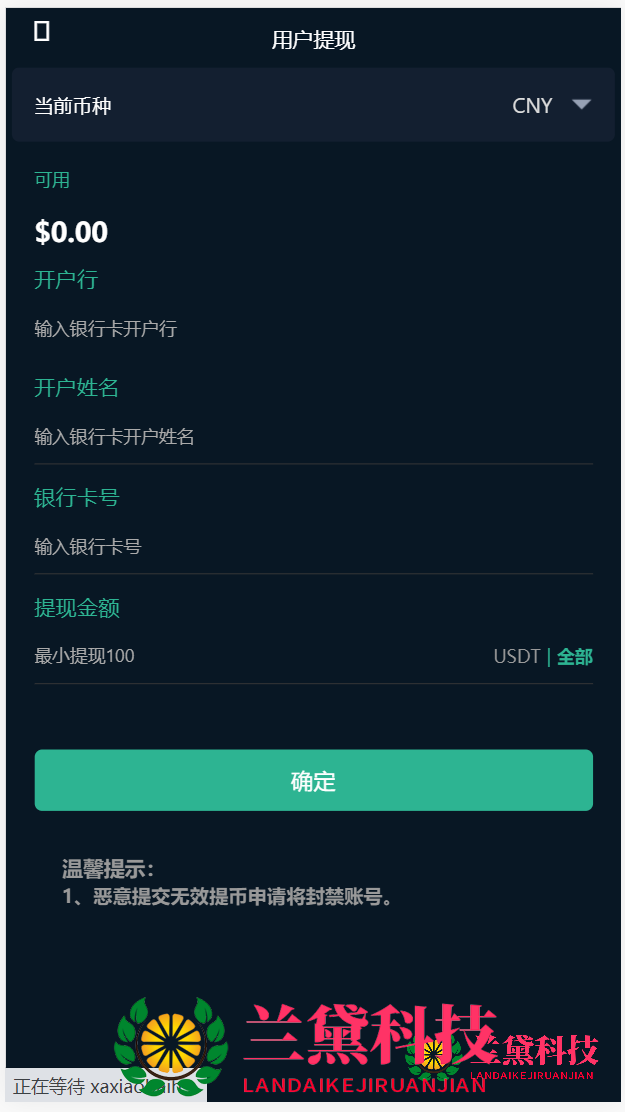 用户提现
当前币种
CNY
可用
$0.00
开户行
输入银行卡开户行
开户姓名
输入银行卡开户姓名
银行卡号
输入银行卡号
提现金额
最小提现100
USDT | 全部
确定
温馨提示：
1、恶意提交无效提币申请将封禁账号。
兰黛科技
LANDAIKEJIRUANJIAN
兰黛科技
LANDAIKEJIRUANJIAN
正在等待